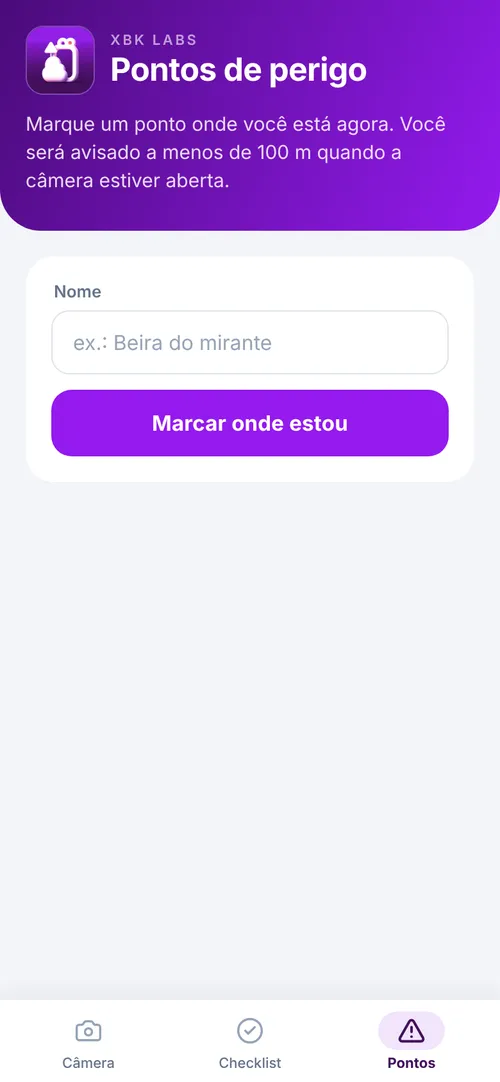 XBK LABS
Pontos de perigo
Marque um ponto onde você está agora. Você
será avisado a menos de 100 m quando a
câmera estiver aberta.
Nome
ex.: Beira do mirante
Marcar onde estou
Câmera
Checklist
Pontos